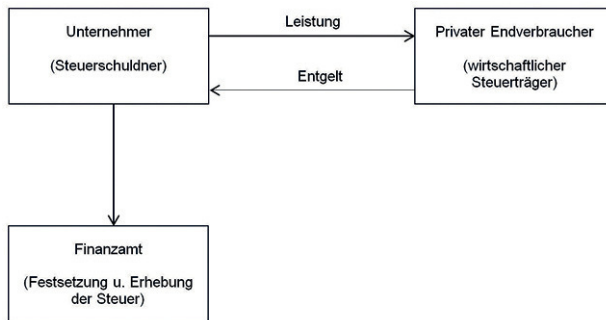 Unternehmer
(Steuerschuldner)
Leistung
Entgelt
Privater Endverbraucher
(wirtschaftlicher
Steuerträger)
Finanzamt
(Festsetzung u. Erhebung
der Steuer)